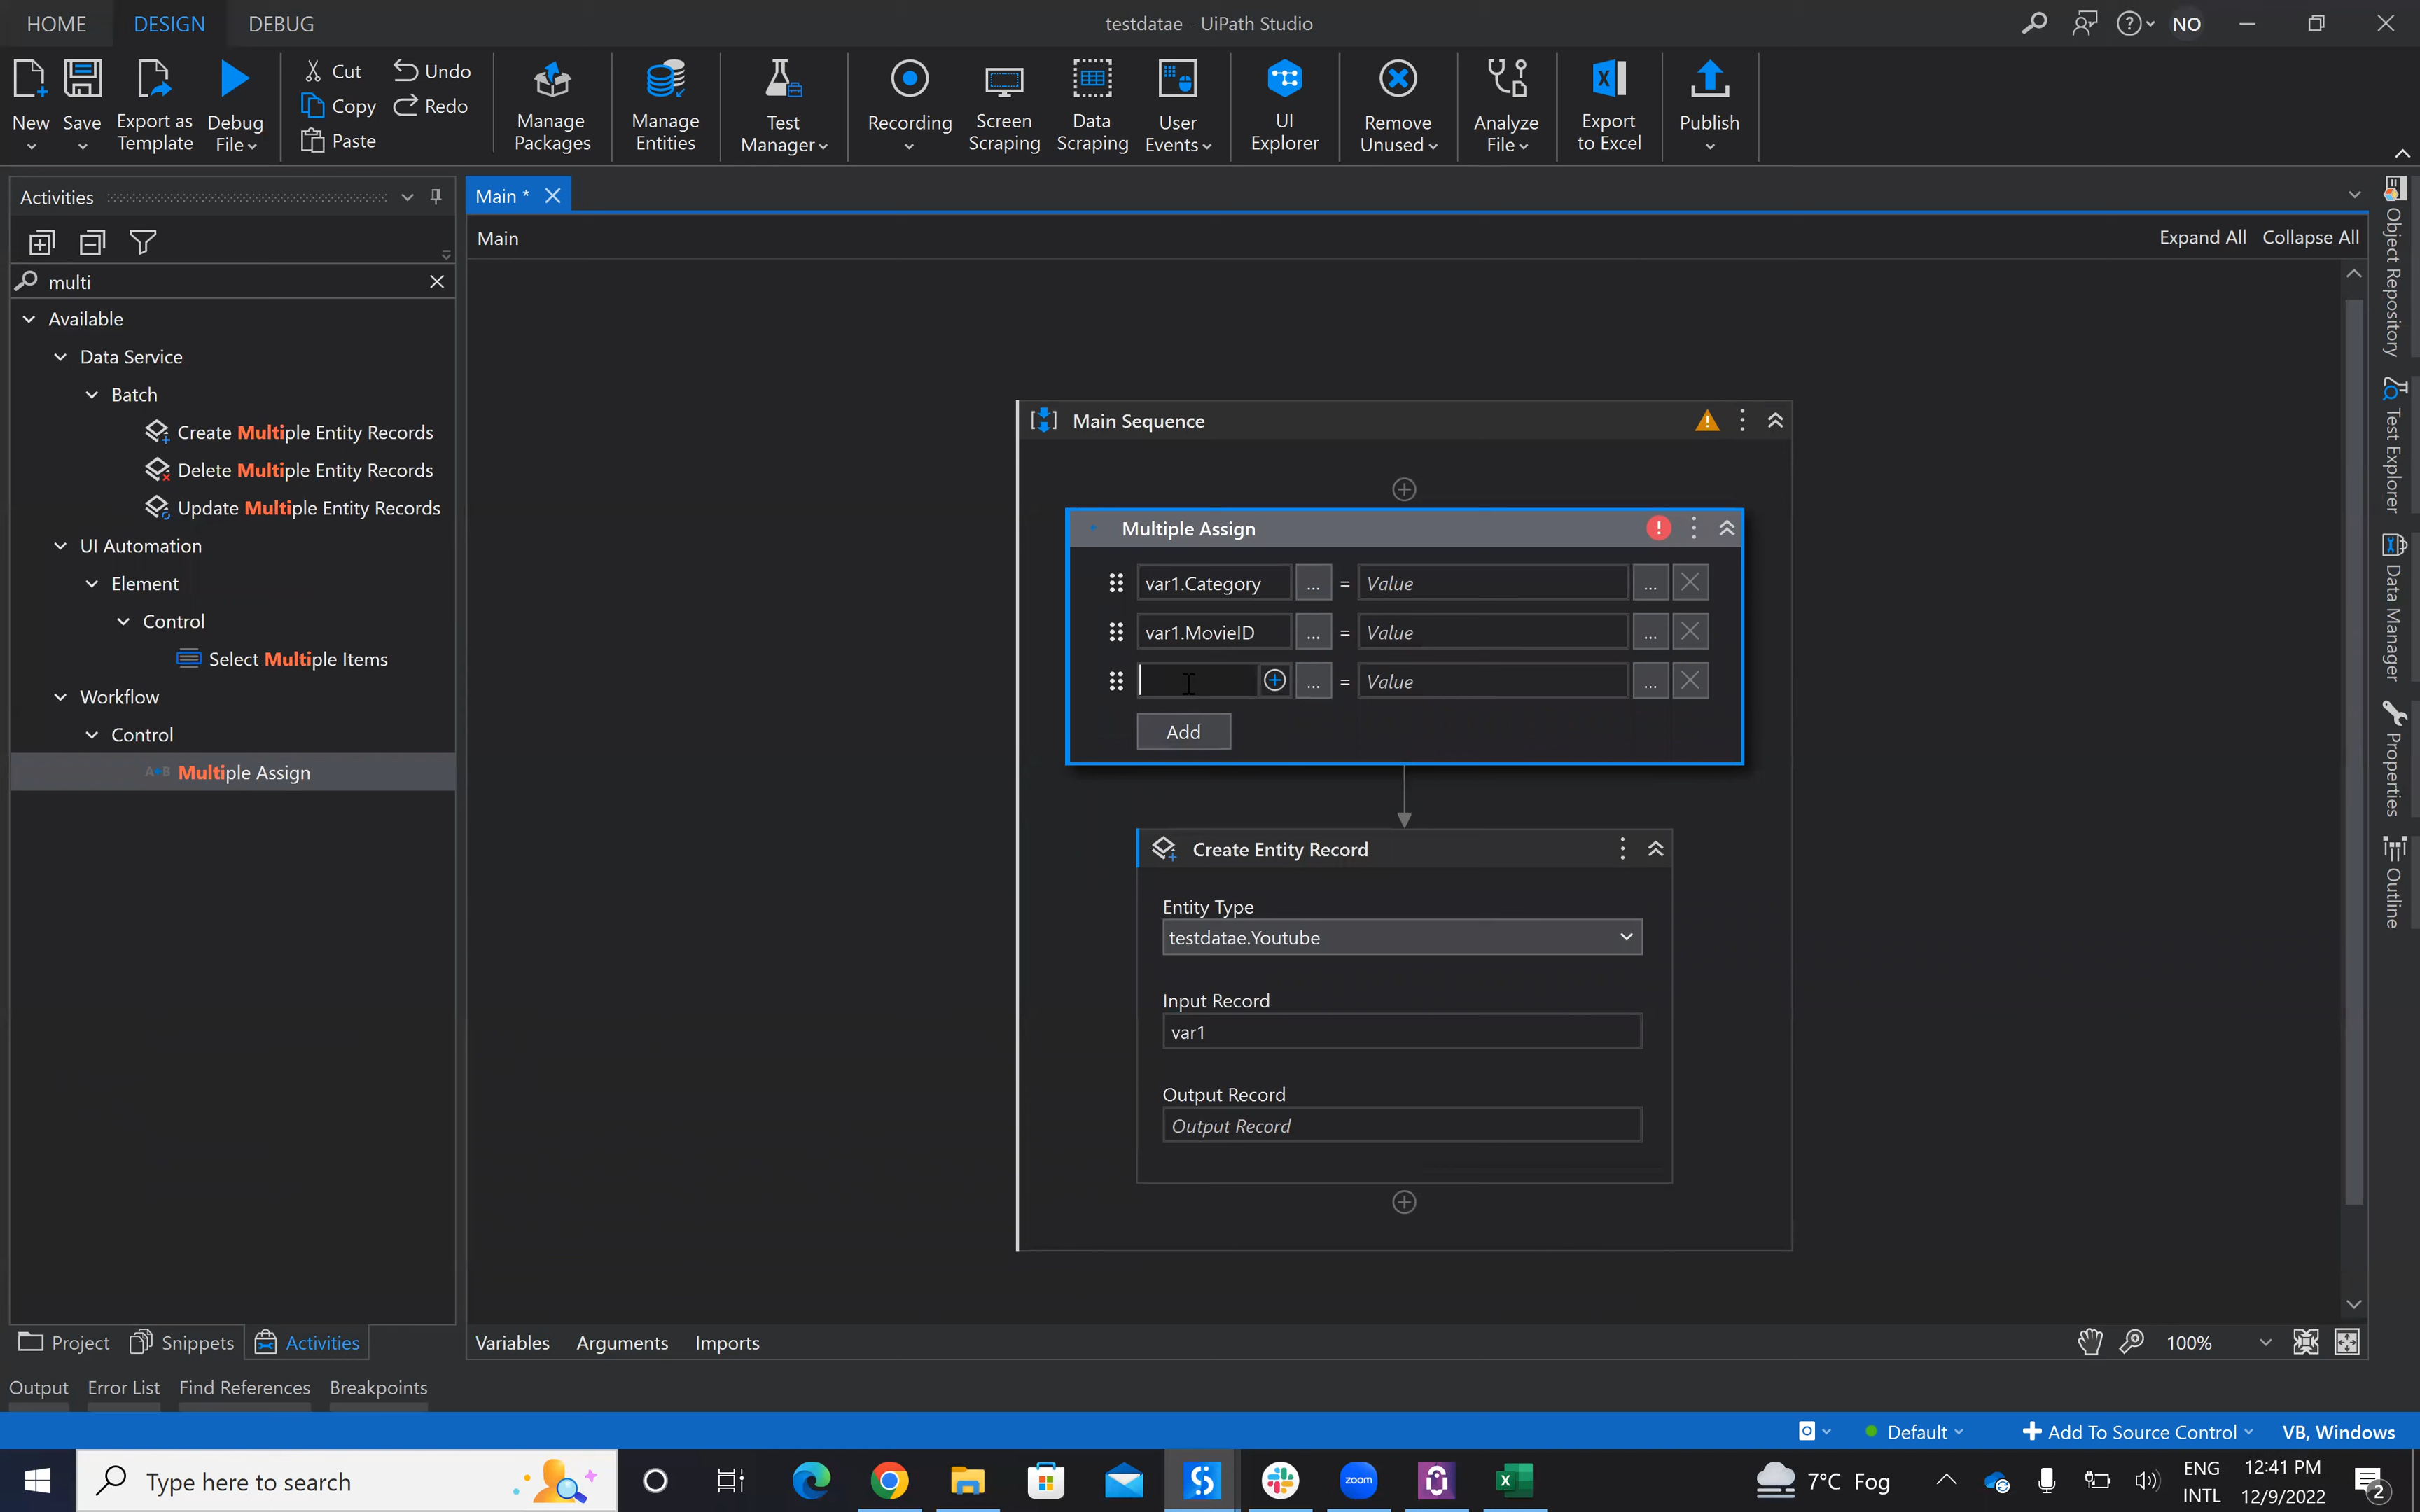 HOME DESIGN DEBUG testdatae - UiPath Studio NO
New Save Export as Template Debug File Cut Copy Paste Undo Redo Manage Packages Manage Entities Test Manager Recording Screen Scraping Data Scraping User Events UI Explorer Remove Unused Analyze File Export to Excel Publish
Activities
Main *
Main Expand All Collapse All
multi
Available
Data Service
Batch
Create Multiple Entity Records
Delete Multiple Entity Records
Update Multiple Entity Records
UI Automation
Element
Control
Select Multiple Items
Workflow
Control
A B Multiple Assign
Main Sequence
Multiple Assign
var1.Category ... = Value ...
var1.MovieID ... = Value ...
... = Value ...
Add
Create Entity Record
Entity Type
testdatae.Youtube
Input Record
var1
Output Record
Output Record
Object Repository
Test Explorer
Data Manager
Properties
Outline
Project Snippets Activities
Variables Arguments Imports 100%
Output Error List Find References Breakpoints
Default Add To Source Control VB, Windows
Type here to search
zoom
7°C Fog
ENG
INTL
12:41 PM
12/9/2022
2